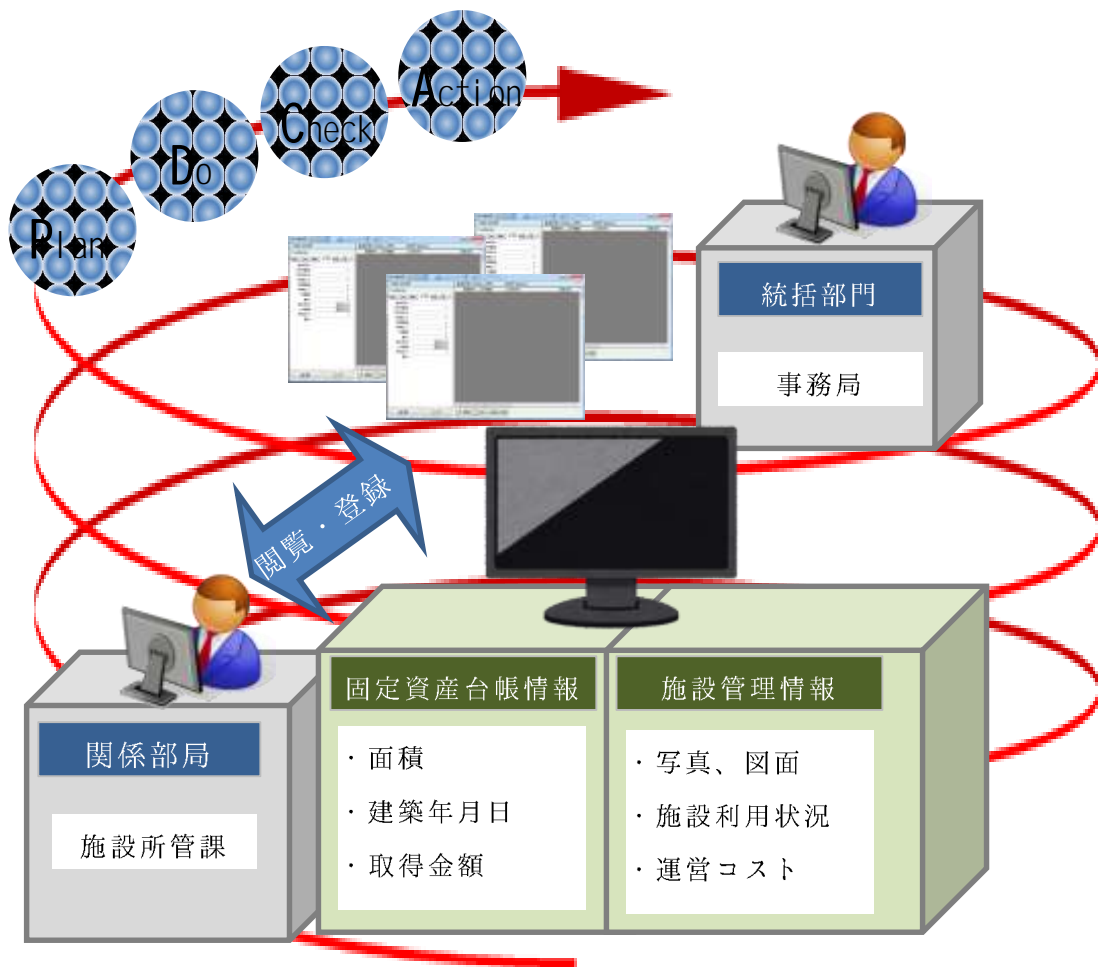 Action
Check
Do
Plan
統括部門
事務局
閲覧・登録
固定資産台帳情報
・面積
・建築年月日
・取得金額
施設管理情報
・写真、図面
・施設利用状況
・運営コスト
関係部局
施設所管課